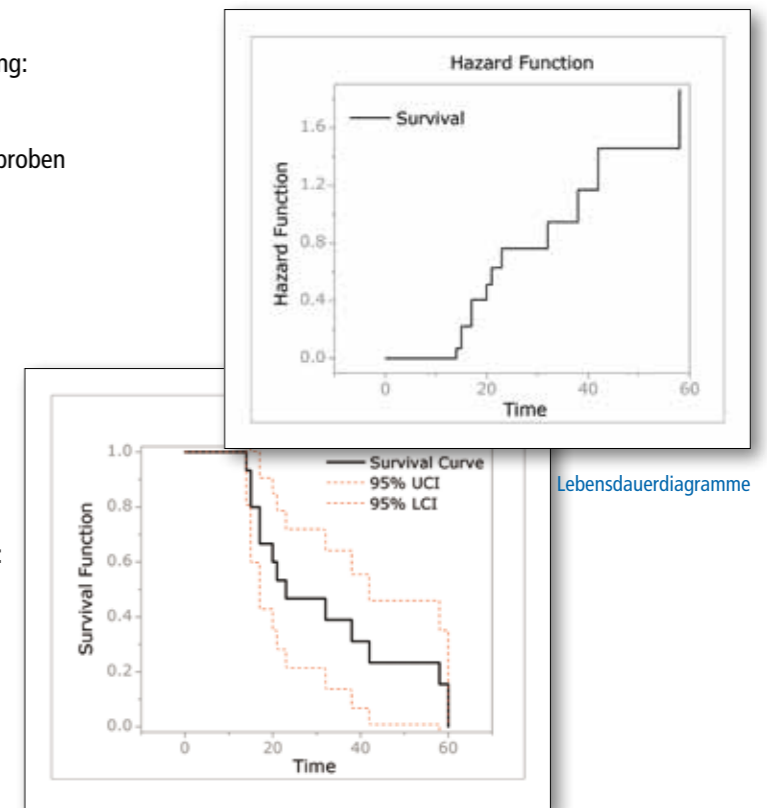 ng:
proben
:
Hazard Function
Survival
Hazard Function
1.6
1.2
0.8
0.4
0.0
0 20 40 60
Time
Lebensdauerdiagramme
Survival Curve
95% UCI
95% LCI
Survival Function
1.0
0.8
0.6
0.4
0.2
0.0
0 20 40 60
Time